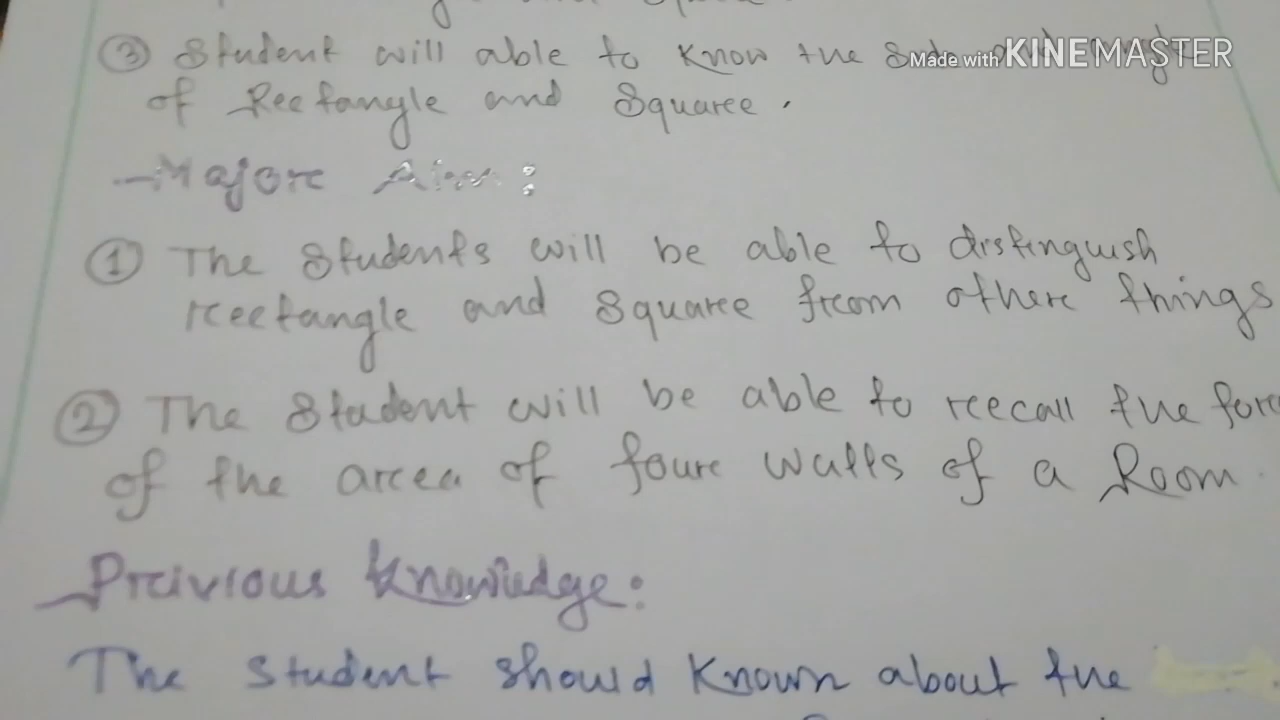 ③ Student will able to know the
of Rectangle and Square.
Made with KINEMASTER
Major Aim:
① The Students will be able to distinguish
rectangle and Square from other things
② The Student will be able to recall the for
of the area of four walls of a Room.
Privious Knowledge:
The Student should Known about the